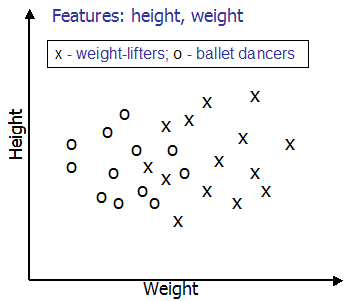 Features: height, weight
x - weight-lifters; o - ballet dancers
Height
Weight